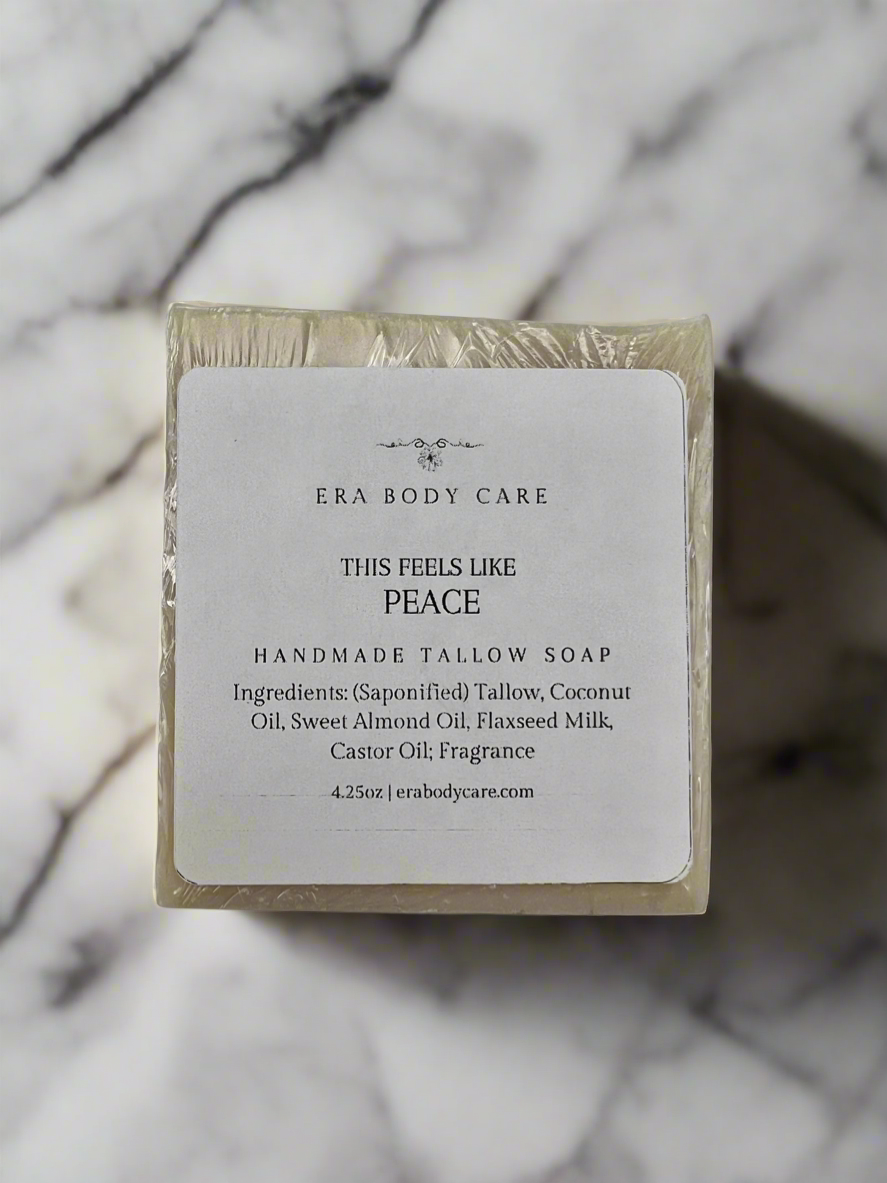 ERA BODY CARE
THIS FEELS LIKE
PEACE
HANDMADE TALLOW SOAP
Ingredients: (Saponified) Tallow, Coconut
Oil, Sweet Almond Oil, Flaxseed Milk,
Castor Oil; Fragrance
4.25oz | erabodycare.com